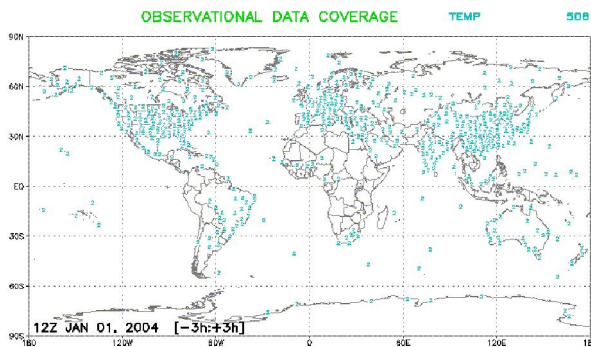 OBSERVATIONAL DATA COVERAGE TEMP 508
90N
60N
30N
EQ
30S
60S
90S
12Z JAN 01, 2004 [-3h:+3h]
180 120W 60W 0 60E 120E